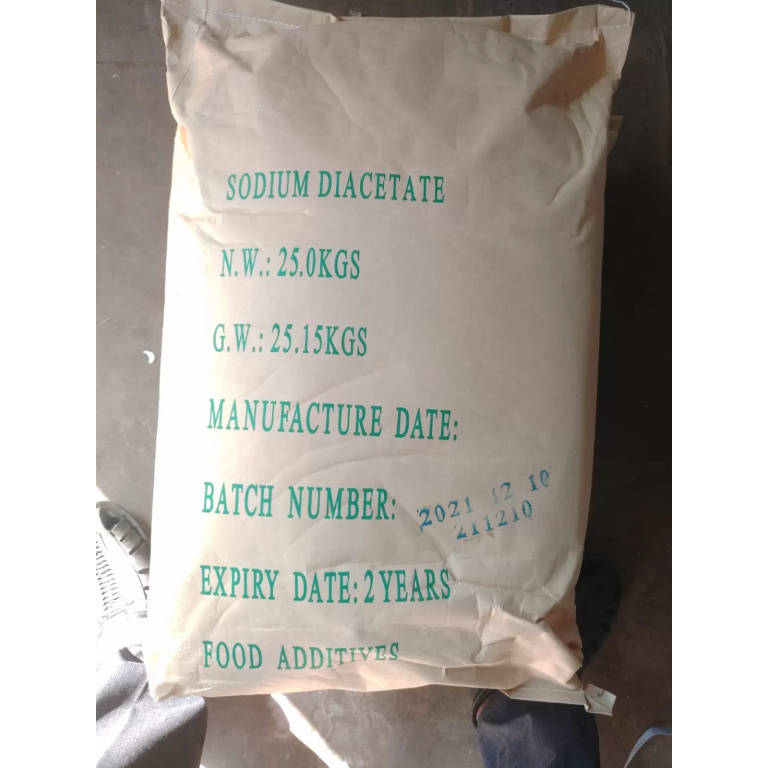 SODIUM DIACETATE
N.W.: 25.0KGS
G.W.: 25.15KGS
MANUFACTURE DATE:
BATCH NUMBER: 2021 12 10
211210
EXPIRY DATE: 2 YEARS
FOOD ADDITIVES